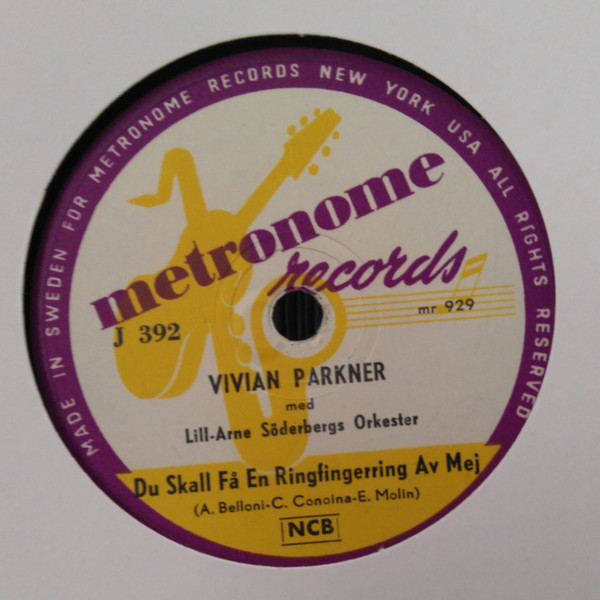 MADE IN SWEDEN FOR METRONOME RECORDS NEW YORK USA ALL RIGHTS RESERVED
metronome
records
J 392
mr 929
VIVIAN PARKNER
med
Lill-Arne Söderbergs Orkester
Du Skall Få En Ringfingerring Av Mej
(A. Belloni-C. Conoina-E. Molin)
NCB